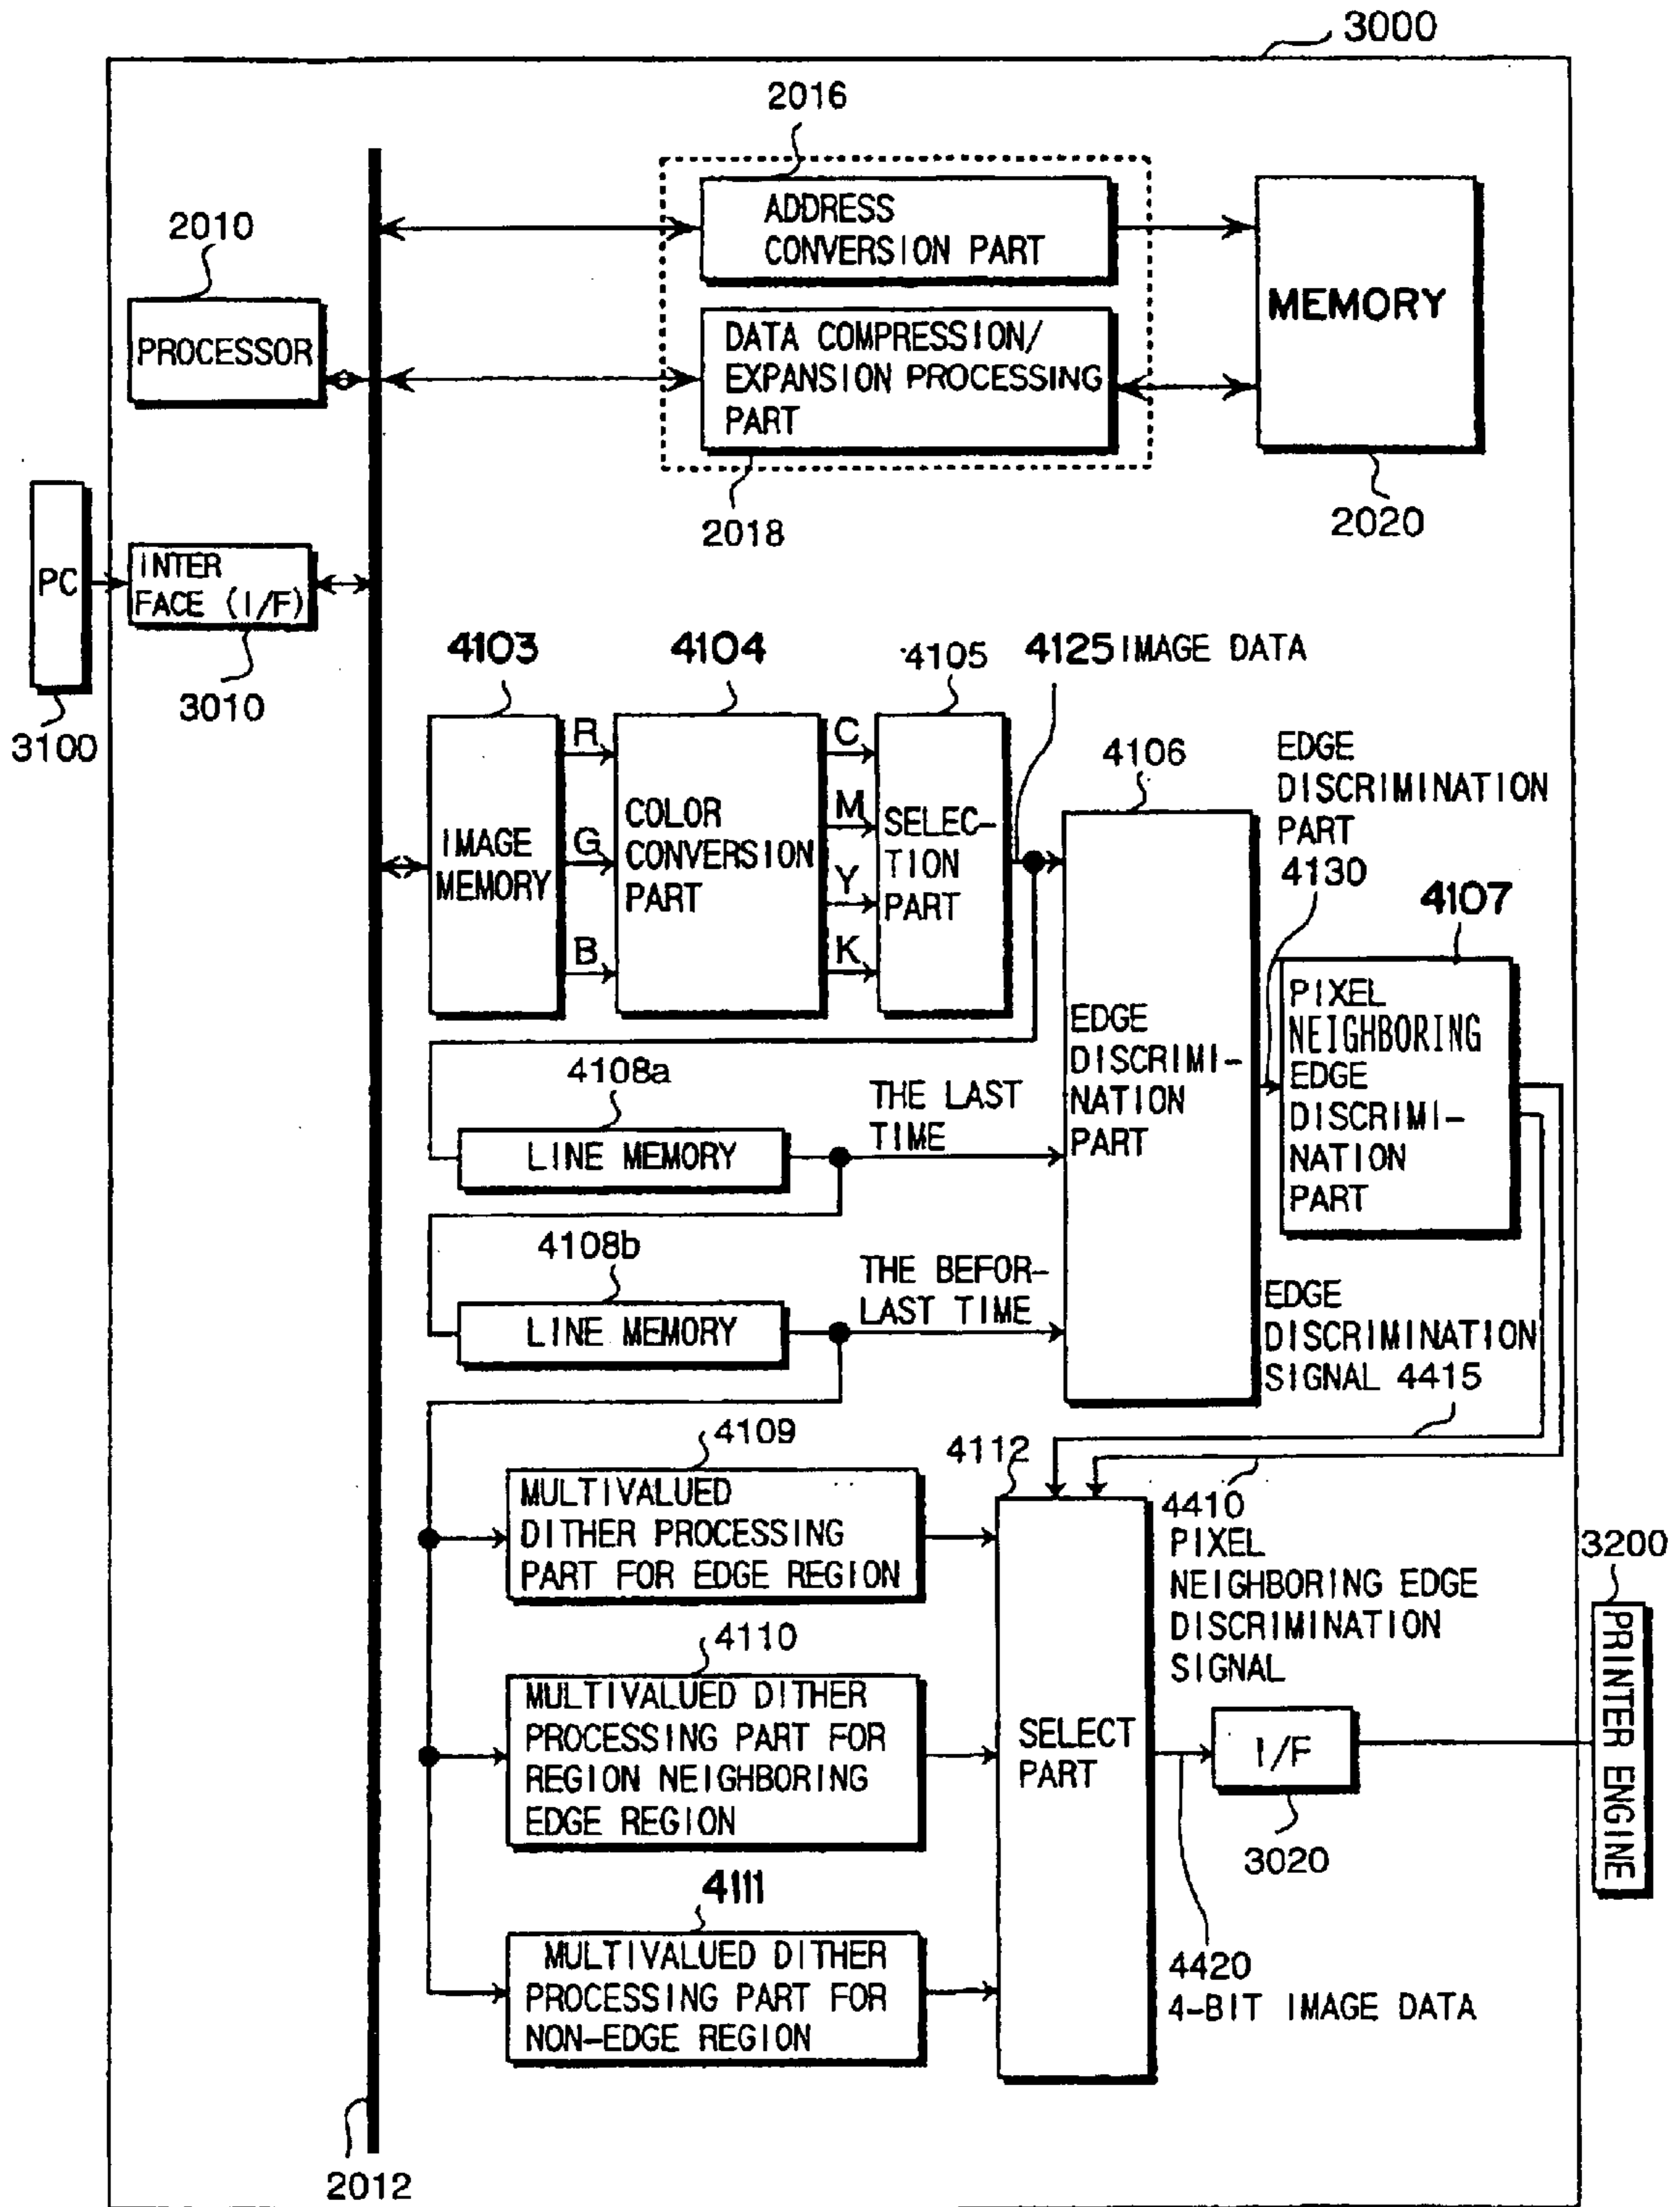 3000
2016
ADDRESS
CONVERSION PART
2010
PROCESSOR
MEMORY
DATA COMPRESSION/
EXPANSION PROCESSING
PART
2018
2020
PC
INTER
FACE (I/F)
3010
3100
4103
4104
4105
4125 IMAGE DATA
R
G
B
IMAGE
MEMORY
COLOR
CONVERSION
PART
C
M
Y
K
SELEC-
TION
PART
4106
EDGE
DISCRIMINATION
PART
4130
4107
EDGE
DISCRIMI-
NATION
PART
PIXEL
NEIGHBORING
EDGE
DISCRIMI-
NATION
PART
4108a
LINE MEMORY
THE LAST
TIME
4108b
LINE MEMORY
THE BEFOR-
LAST TIME
EDGE
DISCRIMINATION
SIGNAL 4415
4109
MULTIVALUED
DITHER PROCESSING
PART FOR EDGE REGION
4112
4410
PIXEL
NEIGHBORING EDGE
DISCRIMINATION
SIGNAL
3200
PRINTER ENGINE
4110
MULTIVALUED DITHER
PROCESSING PART FOR
REGION NEIGHBORING
EDGE REGION
SELECT
PART
I/F
3020
4111
MULTIVALUED DITHER
PROCESSING PART FOR
NON-EDGE REGION
4420
4-BIT IMAGE DATA
2012